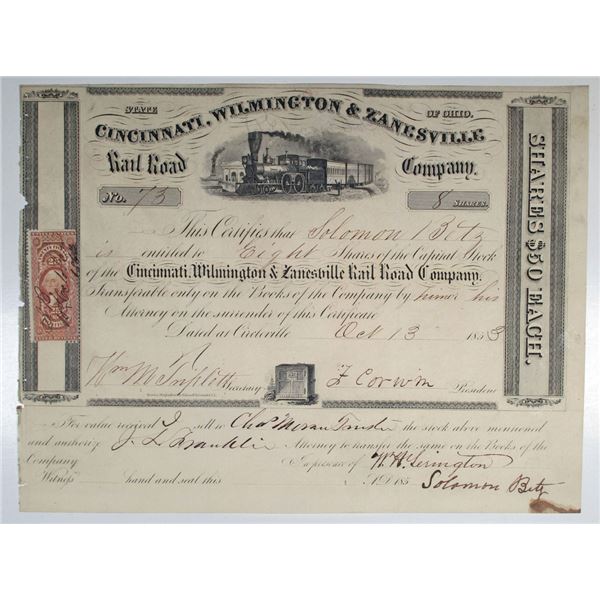 STATE OF OHIO.
CINCINNATI, WILMINGTON & ZANESVILLE
Rail Road Company.
No. 73 8 SHARES.
This Certifies that Solomon Betz
is entitled to Eight Shares of the Capital Stock
of the Cincinnati, Wilmington & Zanesville Rail Road Company.
Transferable only on the Books of the Company by him or his
Attorney on the surrender of this Certificate
Dated at Circleville Oct 13 1853
Wm M Triplett Secretary F Corwin President
SHARES $50 EACH.
For value received I sell to Chas Moran Trustee the stock above mentioned
and authorize J L Franklin Attorney to transfer the same on the Books of the
Company In presence of
Witness hand and seal this A.D. 185
Solomon Betz